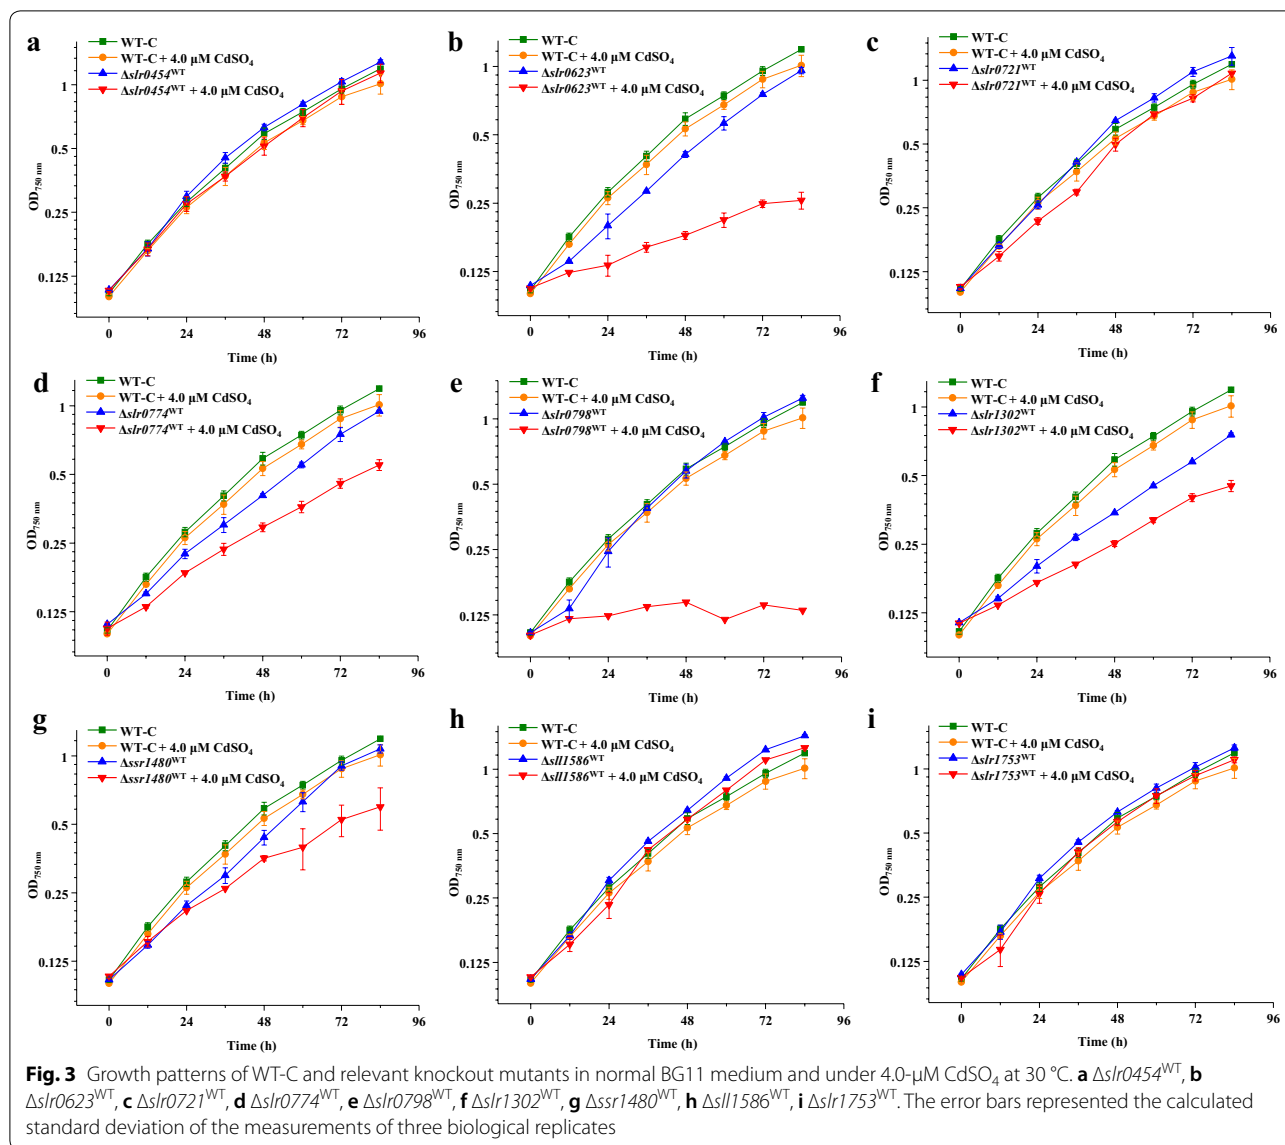 a
WT-C
WT-C + 4.0 µM CdSO4
Δslr0454WT
Δslr0454WT + 4.0 µM CdSO4
OD750 nm
1
0.5
0.25
0.125
0 24 48 72 96
Time (h)
b
WT-C
WT-C + 4.0 µM CdSO4
Δslr0623WT
Δslr0623WT + 4.0 µM CdSO4
OD750 nm
1
0.5
0.25
0.125
0 24 48 72 96
Time (h)
c
WT-C
WT-C + 4.0 µM CdSO4
Δslr0721WT
Δslr0721WT + 4.0 µM CdSO4
OD750 nm
1
0.5
0.25
0.125
0 24 48 72 96
Time (h)
d
WT-C
WT-C + 4.0 µM CdSO4
Δslr0774WT
Δslr0774WT + 4.0 µM CdSO4
OD750 nm
1
0.5
0.25
0.125
0 24 48 72 96
Time (h)
e
WT-C
WT-C + 4.0 µM CdSO4
Δslr0798WT
Δslr0798WT + 4.0 µM CdSO4
OD750 nm
1
0.5
0.25
0.125
0 24 48 72 96
Time (h)
f
WT-C
WT-C + 4.0 µM CdSO4
Δslr1302WT
Δslr1302WT + 4.0 µM CdSO4
OD750 nm
1
0.5
0.25
0.125
0 24 48 72 96
Time (h)
g
WT-C
WT-C + 4.0 µM CdSO4
Δssr1480WT
Δssr1480WT + 4.0 µM CdSO4
OD750 nm
1
0.5
0.25
0.125
0 24 48 72 96
Time (h)
h
WT-C
WT-C + 4.0 µM CdSO4
Δsll1586WT
Δsll1586WT + 4.0 µM CdSO4
OD750 nm
1
0.5
0.25
0.125
0 24 48 72 96
Time (h)
i
WT-C
WT-C + 4.0 µM CdSO4
Δslr1753WT
Δslr1753WT + 4.0 µM CdSO4
OD750 nm
1
0.5
0.25
0.125
0 24 48 72 96
Time (h)
Fig. 3 Growth patterns of WT-C and relevant knockout mutants in normal BG11 medium and under 4.0-µM CdSO4 at 30 °C. a Δslr0454WT, b
Δslr0623WT, c Δslr0721WT, d Δslr0774WT, e Δslr0798WT, f Δslr1302WT, g Δssr1480WT, h Δsll1586WT, i Δslr1753WT. The error bars represented the calculated
standard deviation of the measurements of three biological replicates